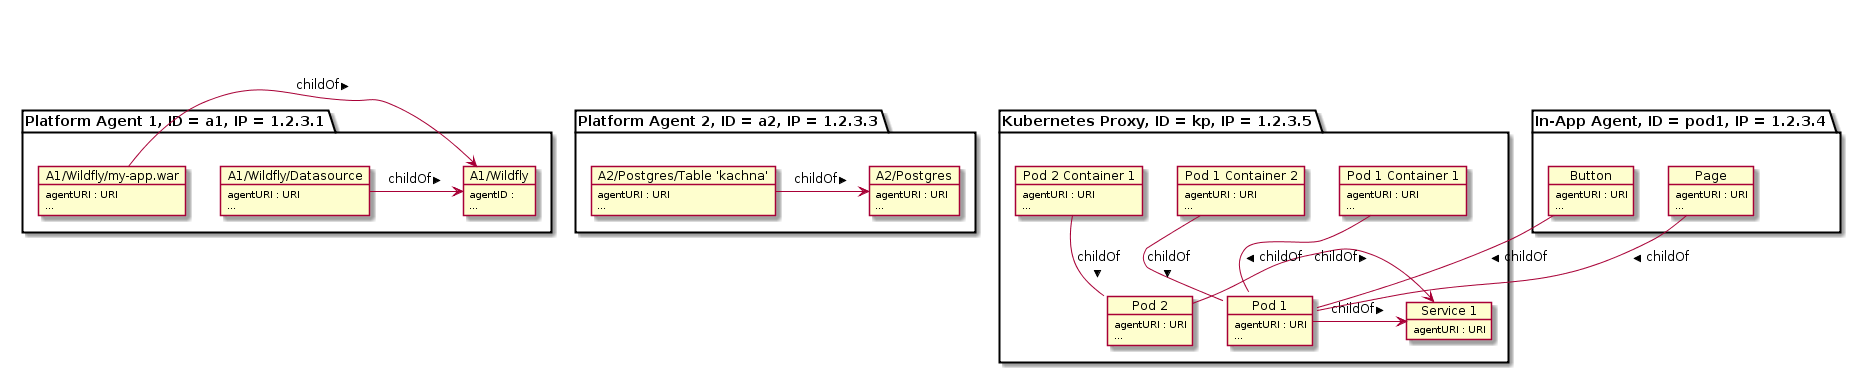 childOf ▶
Platform Agent 1, ID = a1, IP = 1.2.3.1
A1/Wildfly/my-app.war
agentURI : URI
...
A1/Wildfly/Datasource
agentURI : URI
...
childOf ▶
A1/Wildfly
agentID :
...
Platform Agent 2, ID = a2, IP = 1.2.3.3
A2/Postgres/Table 'kachna'
agentURI : URI
...
childOf ▶
A2/Postgres
agentURI : URI
...
Kubernetes Proxy, ID = kp, IP = 1.2.3.5
Pod 2 Container 1
agentURI : URI
...
Pod 1 Container 2
agentURI : URI
...
Pod 1 Container 1
agentURI : URI
...
childOf
▼
childOf
▼
◀ childOf
childOf ▶
Pod 2
agentURI : URI
...
Pod 1
agentURI : URI
...
childOf ▶
Service 1
agentURI : URI
In-App Agent, ID = pod1, IP = 1.2.3.4
Button
agentURI : URI
...
Page
agentURI : URI
...
◀ childOf
◀ childOf